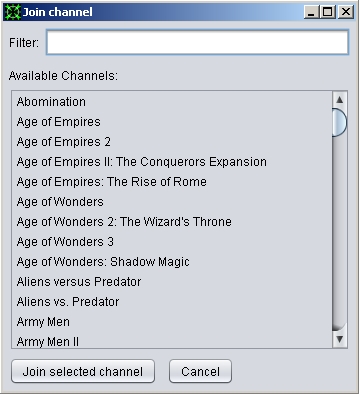 Join channel
Filter:
Available Channels:
Abomination
Age of Empires
Age of Empires 2
Age of Empires II: The Conquerors Expansion
Age of Empires: The Rise of Rome
Age of Wonders
Age of Wonders 2: The Wizard's Throne
Age of Wonders 3
Age of Wonders: Shadow Magic
Aliens versus Predator
Aliens vs. Predator
Army Men
Army Men II
Join selected channel Cancel